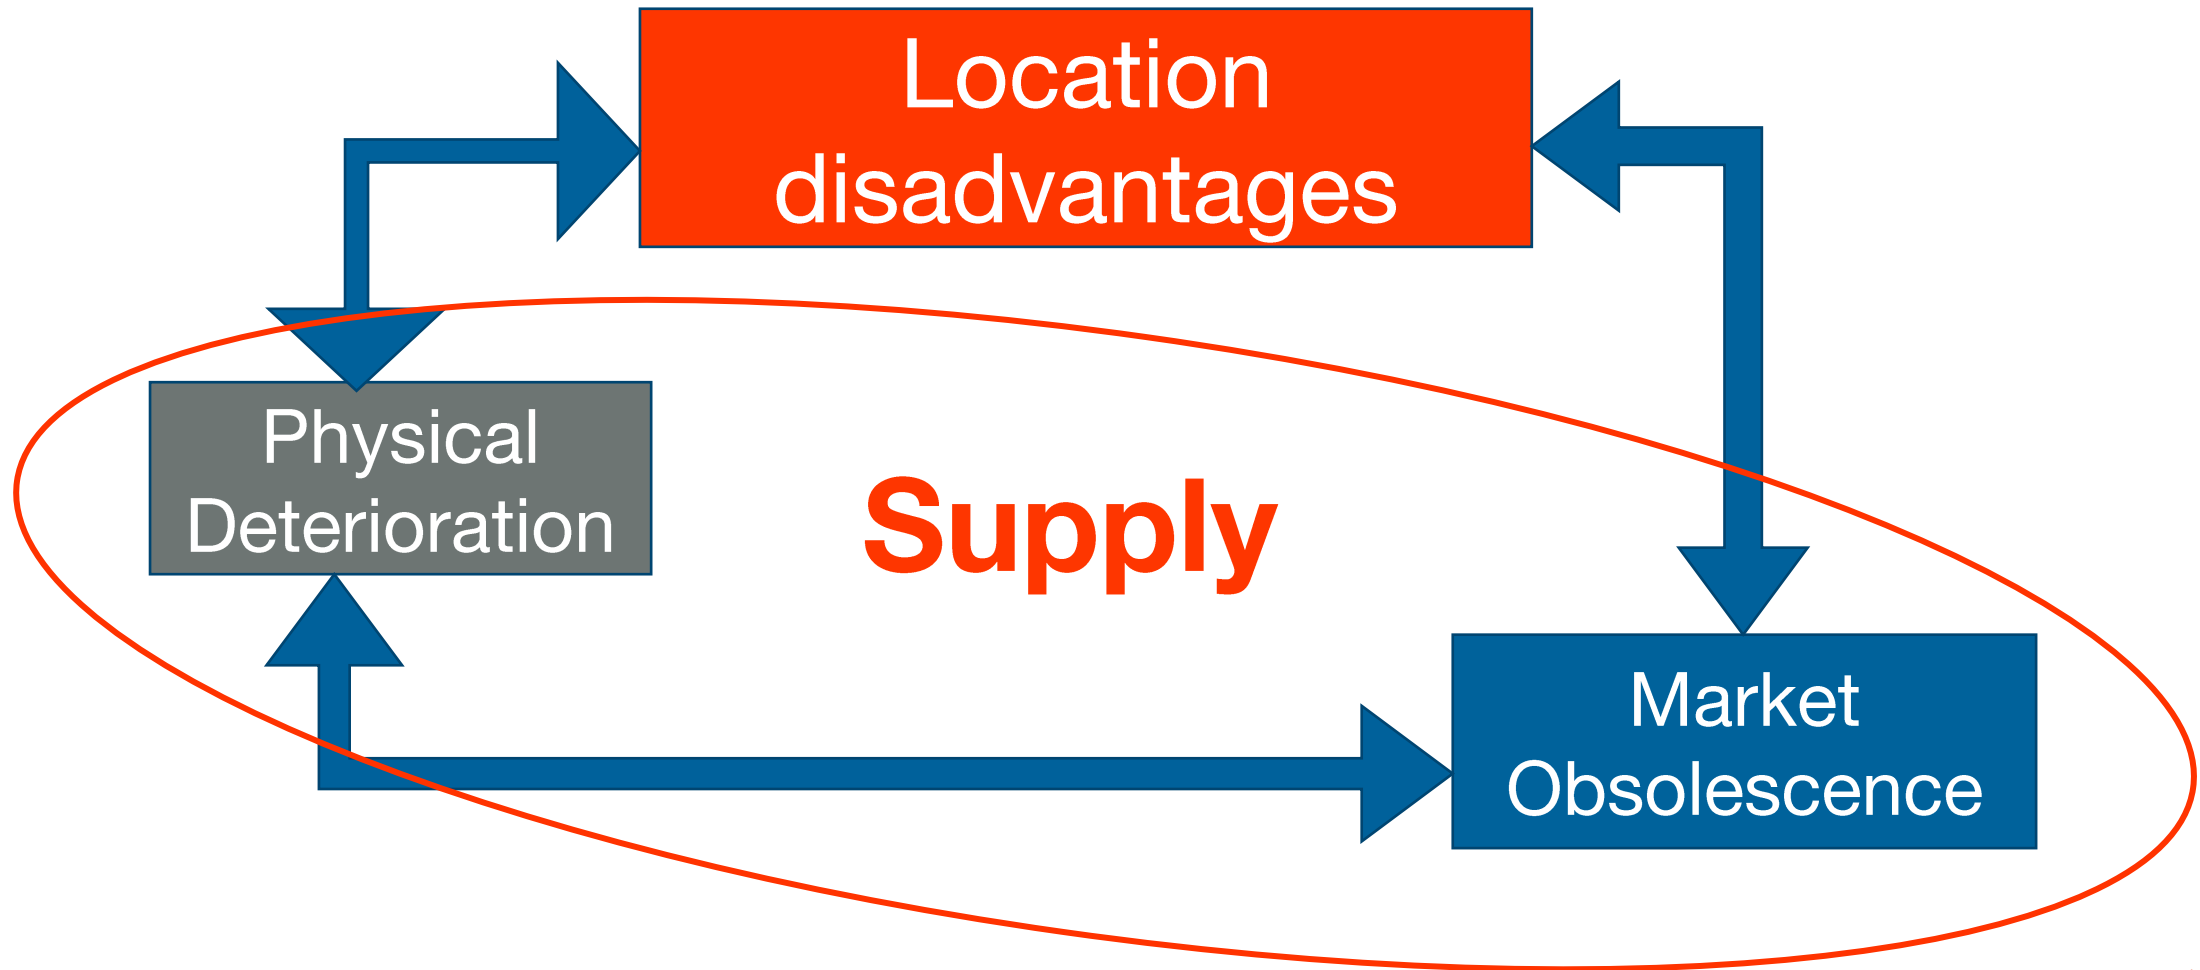 Location
disadvantages
Physical
Deterioration
Supply
Market
Obsolescence